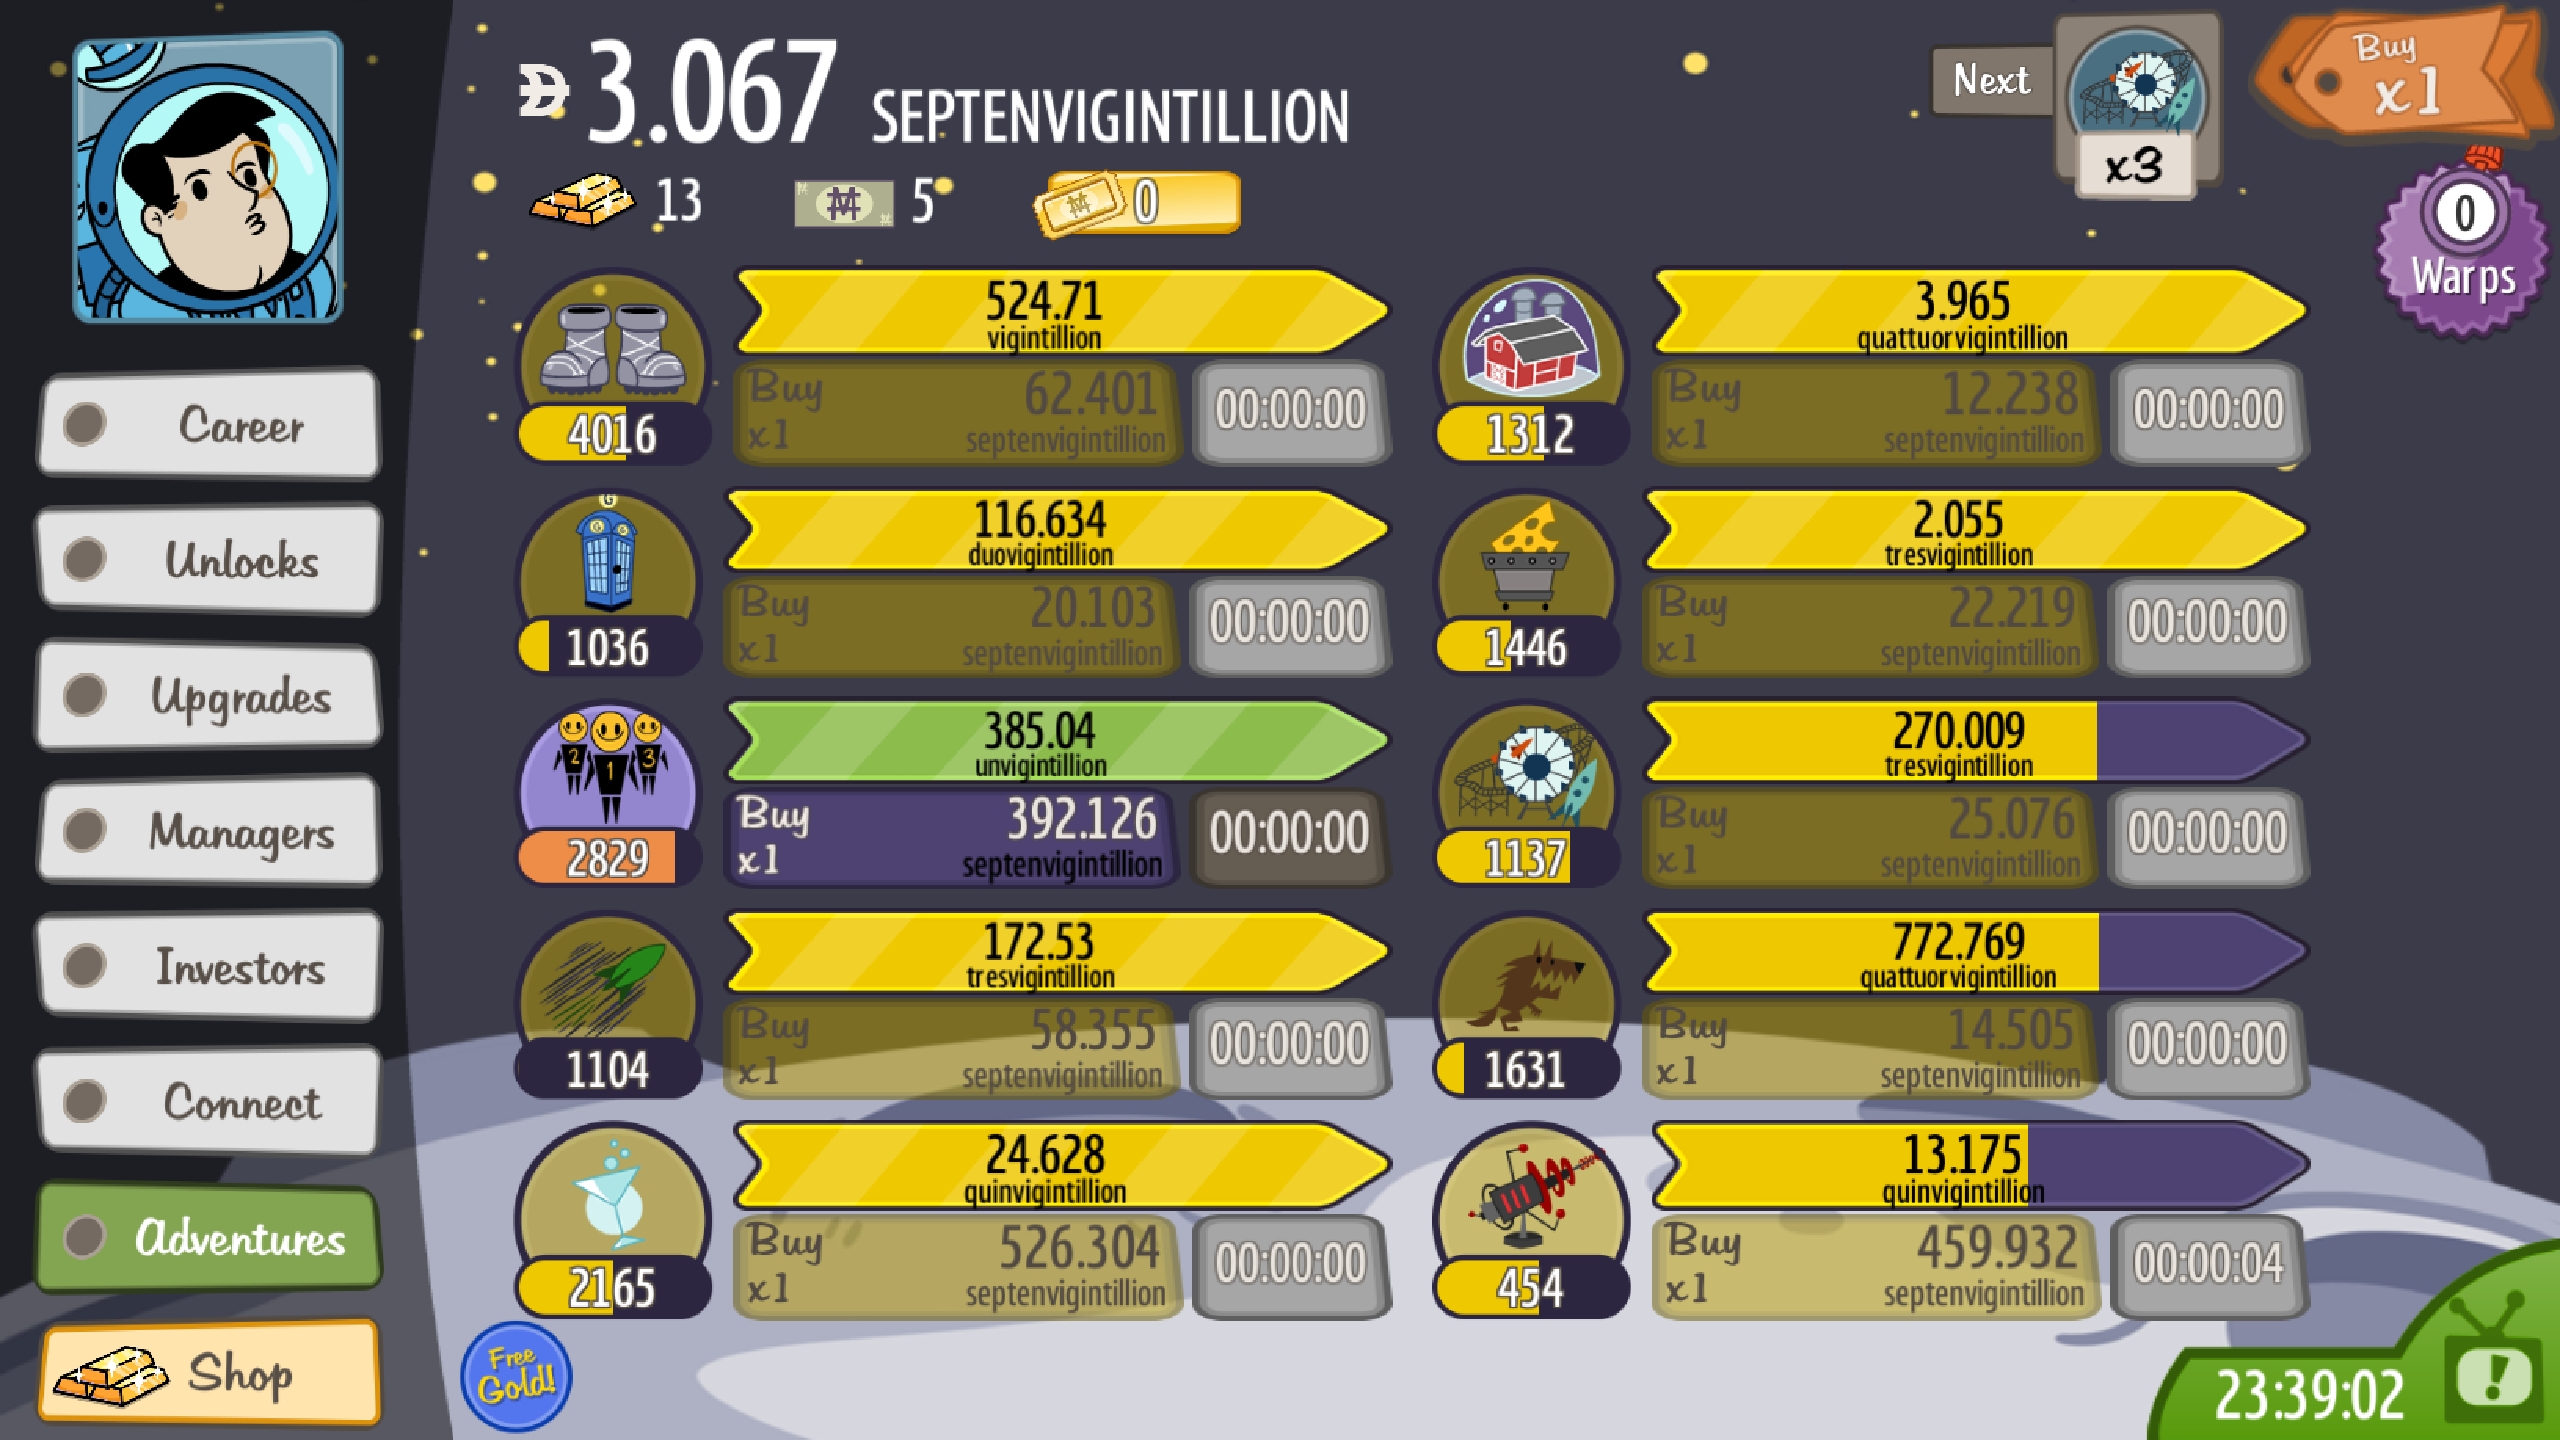 3.067 SEPTENVIGINTILLION
13
5
0
Next
x3
Buy
x1
0
Warps
Career
Unlocks
Upgrades
Managers
Investors
Connect
Adventures
Shop
524.71
vigintillion
4016
Buy
x1
62.401
septenvigintillion
00:00:00
3.965
quattuorvigintillion
1312
Buy
x1
12.238
septenvigintillion
00:00:00
116.634
duovigintillion
1036
Buy
x1
20.103
septenvigintillion
00:00:00
2.055
tresvigintillion
1446
Buy
x1
22.219
septenvigintillion
00:00:00
2
1
3
385.04
unvigintillion
2829
Buy
x1
392.126
septenvigintillion
00:00:00
270.009
tresvigintillion
1137
Buy
x1
25.076
septenvigintillion
00:00:00
172.53
tresvigintillion
1104
Buy
x1
58.355
septenvigintillion
00:00:00
772.769
quattuorvigintillion
1631
Buy
x1
14.505
septenvigintillion
00:00:00
24.628
quinvigintillion
2165
Buy
x1
526.304
septenvigintillion
00:00:00
13.175
quinvigintillion
454
Buy
x1
459.932
septenvigintillion
00:00:04
Free
Gold!
23:39:02
!